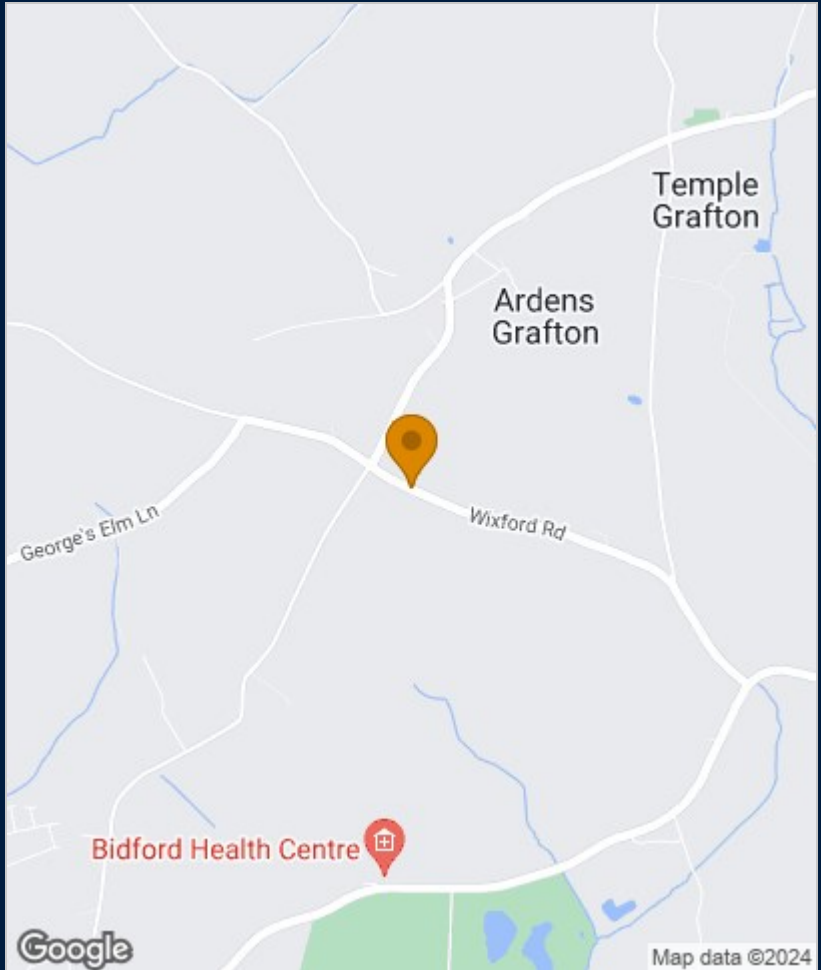 Temple
Grafton
Ardens
Grafton
Wixford Rd
George's Elm Ln
Bidford Health Centre
Google
Map data ©2024